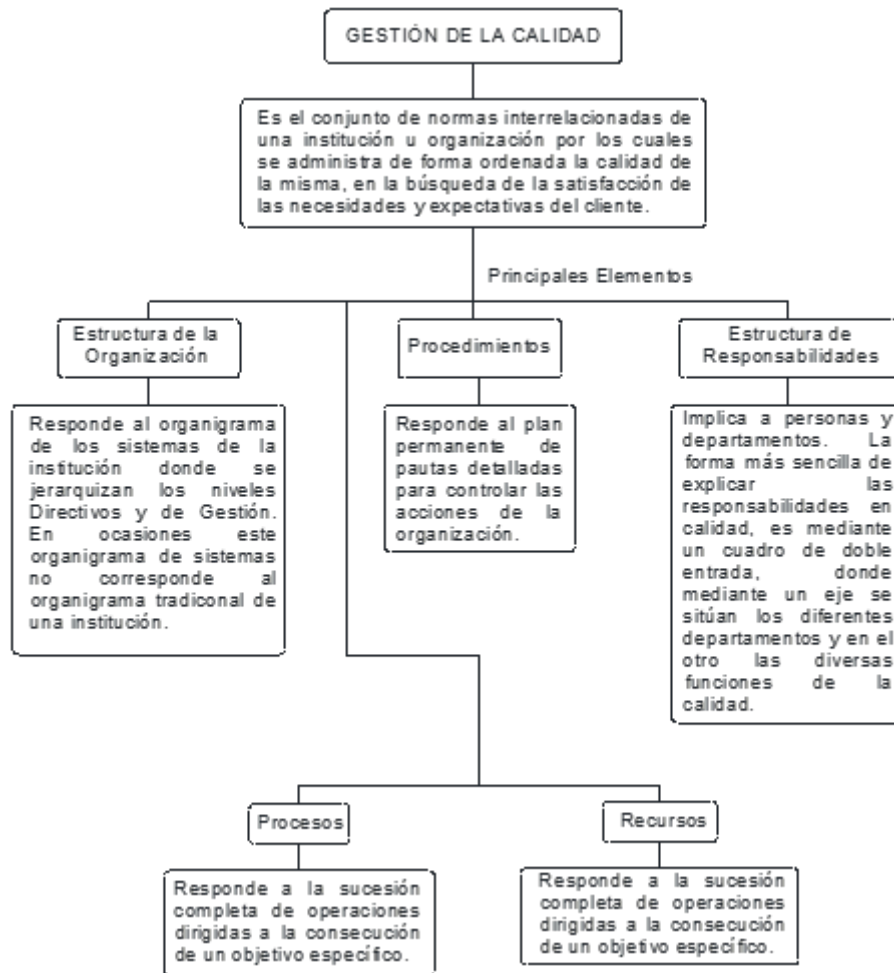 GESTIÓN DE LA CALIDAD
Es el conjunto de normas interrelacionadas de
una institución u organización por los cuales
se administra de forma ordenada la calidad de
la misma, en la búsqueda de la satisfacción de
las necesidades y expectativas del cliente.
Principales Elementos
Estructura de la
Organización
Responde al organigrama
de los sistemas de la
institución donde se
jerarquizan los niveles
Directivos y de Gestión.
En ocasiones este
organigrama de sistemas
no corresponde al
organigrama tradiconal de
una institución.
Procedimientos
Responde al plan
permanente de
pautas detalladas
para controlar las
acciones de la
organización.
Estructura de
Responsabilidades
Implica a personas y
departamentos. La
forma más sencilla de
explicar las
responsabilidades en
calidad, es mediante
un cuadro de doble
entrada, donde
mediante un eje se
sitúan los diferentes
departamentos y en el
otro las diversas
funciones de la
calidad.
Procesos
Responde a la sucesión
completa de operaciones
dirigidas a la consecución
de un objetivo específico.
Recursos
Responde a la sucesión
completa de operaciones
dirigidas a la consecución
de un objetivo específico.